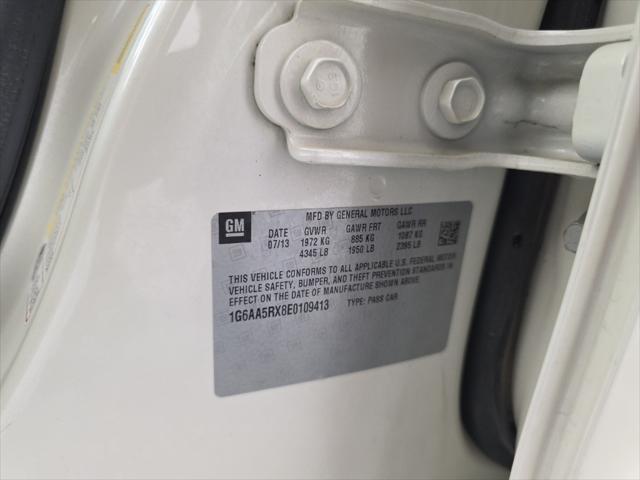 MFD BY GENERAL MOTORS LLC
GM
DATE GVWR GAWR FRT GAWR RR
07/13 1972 KG 885 KG 1087 KG
4345 LB 1950 LB 2395 LB
THIS VEHICLE CONFORMS TO ALL APPLICABLE U.S. FEDERAL MOTOR
VEHICLE SAFETY, BUMPER, AND THEFT PREVENTION STANDARDS IN
EFFECT ON THE DATE OF MANUFACTURE SHOWN ABOVE.
1G6AA5RX8E0109413 TYPE: PASS CAR